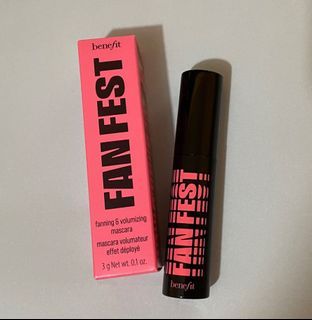 benefit
FAN FEST
fanning & volumizing
mascara
mascara volumateur
effet déployé
3 g Net wt. 0.1 oz.
FAN FEST
benefit